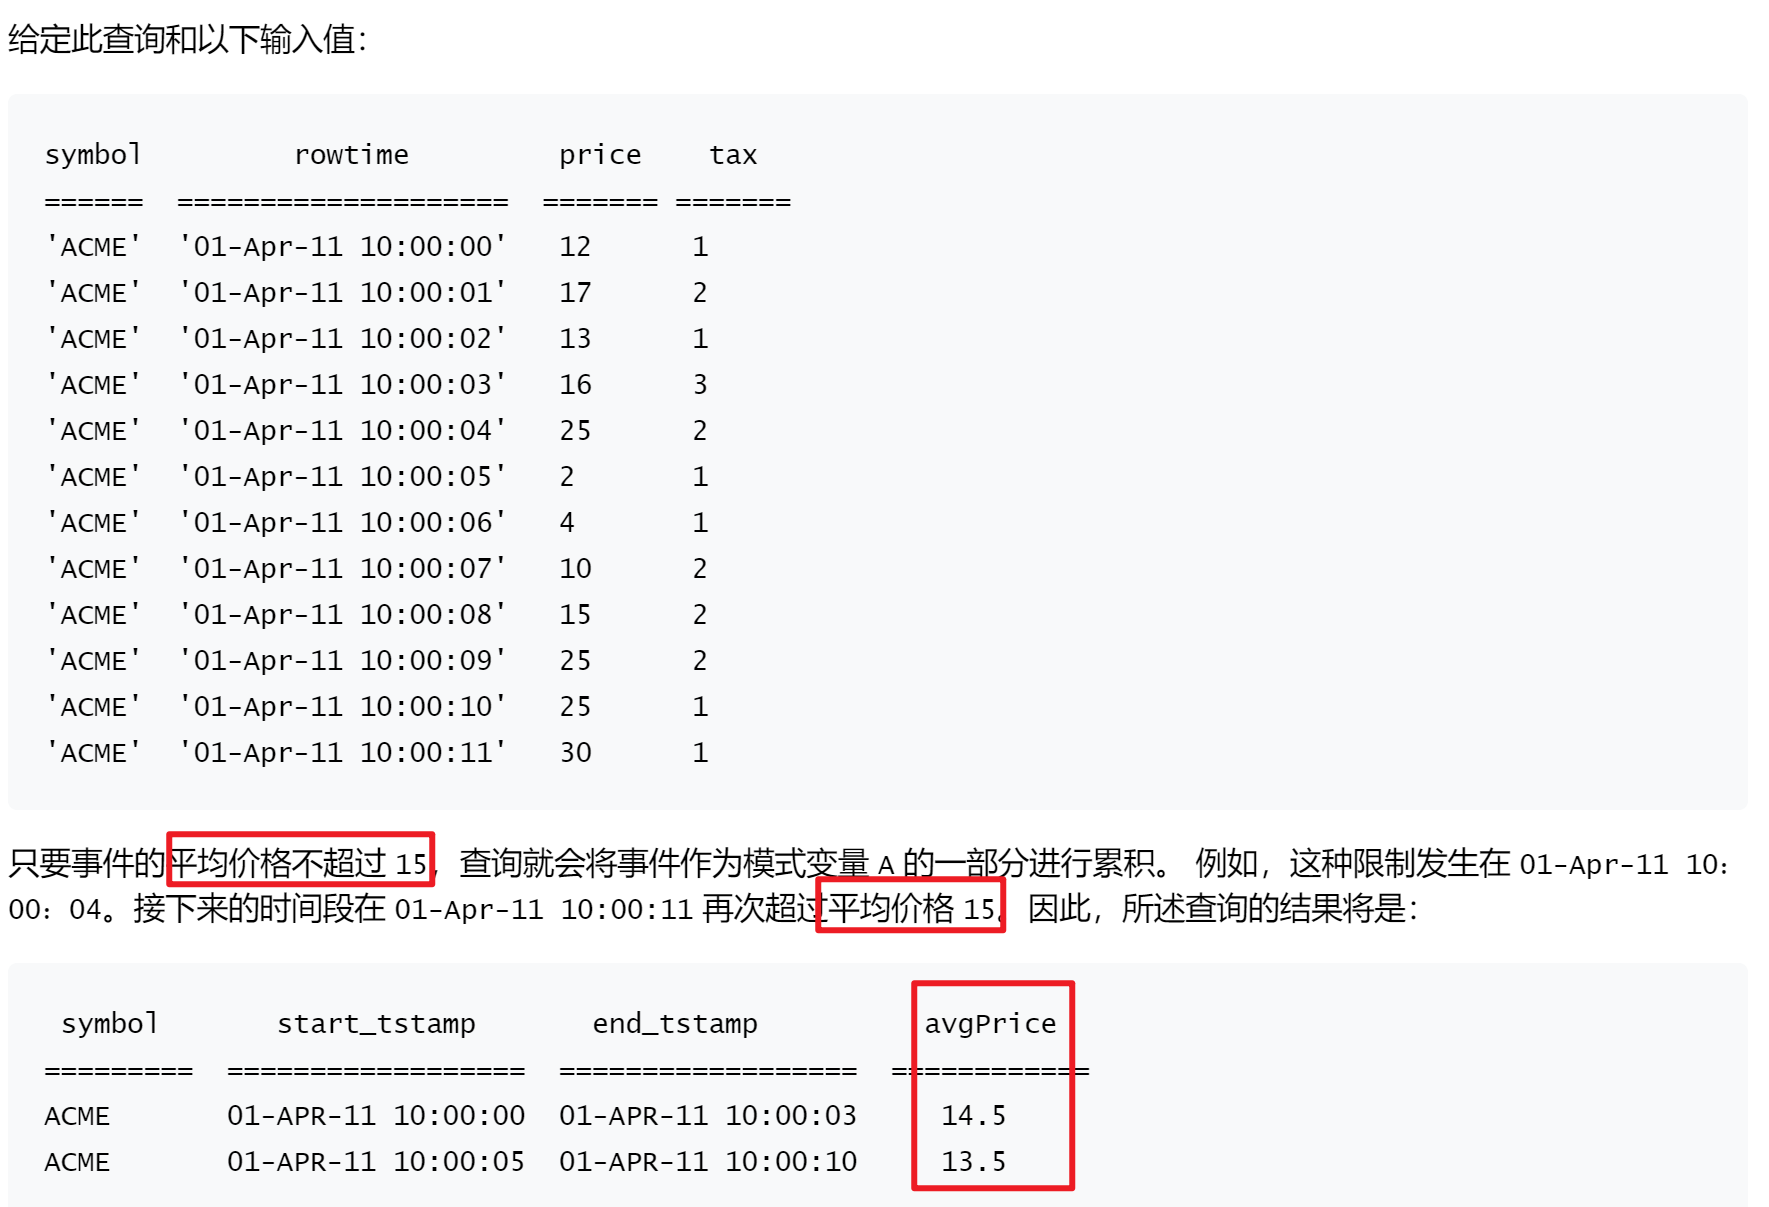 给定此查询和以下输入值：
symbol         rowtime         price    tax
======  ====================  ======= =======
'ACME'  '01-Apr-11 10:00:00'   12      1
'ACME'  '01-Apr-11 10:00:01'   17      2
'ACME'  '01-Apr-11 10:00:02'   13      1
'ACME'  '01-Apr-11 10:00:03'   16      3
'ACME'  '01-Apr-11 10:00:04'   25      2
'ACME'  '01-Apr-11 10:00:05'   2       1
'ACME'  '01-Apr-11 10:00:06'   4       1
'ACME'  '01-Apr-11 10:00:07'   10      2
'ACME'  '01-Apr-11 10:00:08'   15      2
'ACME'  '01-Apr-11 10:00:09'   25      2
'ACME'  '01-Apr-11 10:00:10'   25      1
'ACME'  '01-Apr-11 10:00:11'   30      1
只要事件的平均价格不超过 15，查询就会将事件作为模式变量 A 的一部分进行累积。 例如，这种限制发生在 01-Apr-11 10：
00：04。接下来的时间段在 01-Apr-11 10:00:11 再次超过平均价格 15。 因此，所述查询的结果将是：
 symbol       start_tstamp       end_tstamp          avgPrice
=========  ==================  ==================  ============
ACME       01-APR-11 10:00:00  01-APR-11 10:00:03     14.5
ACME       01-APR-11 10:00:05  01-APR-11 10:00:10     13.5